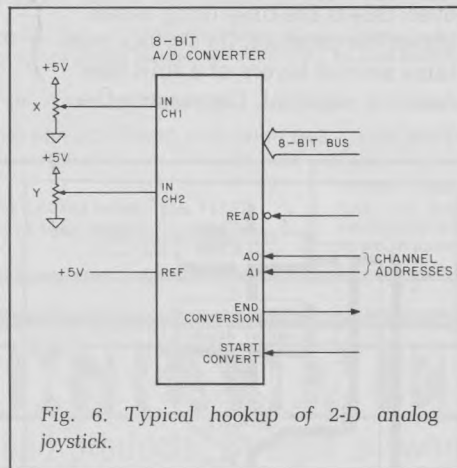 8-BIT
A/D CONVERTER
+5V
X
IN
CH1
+5V
8-BIT BUS
Y
IN
CH2
READ
A0
CHANNEL
+5V
REF
A1
ADDRESSES
END
CONVERSION
START
CONVERT
Fig. 6. Typical hookup of 2-D analog
joystick.